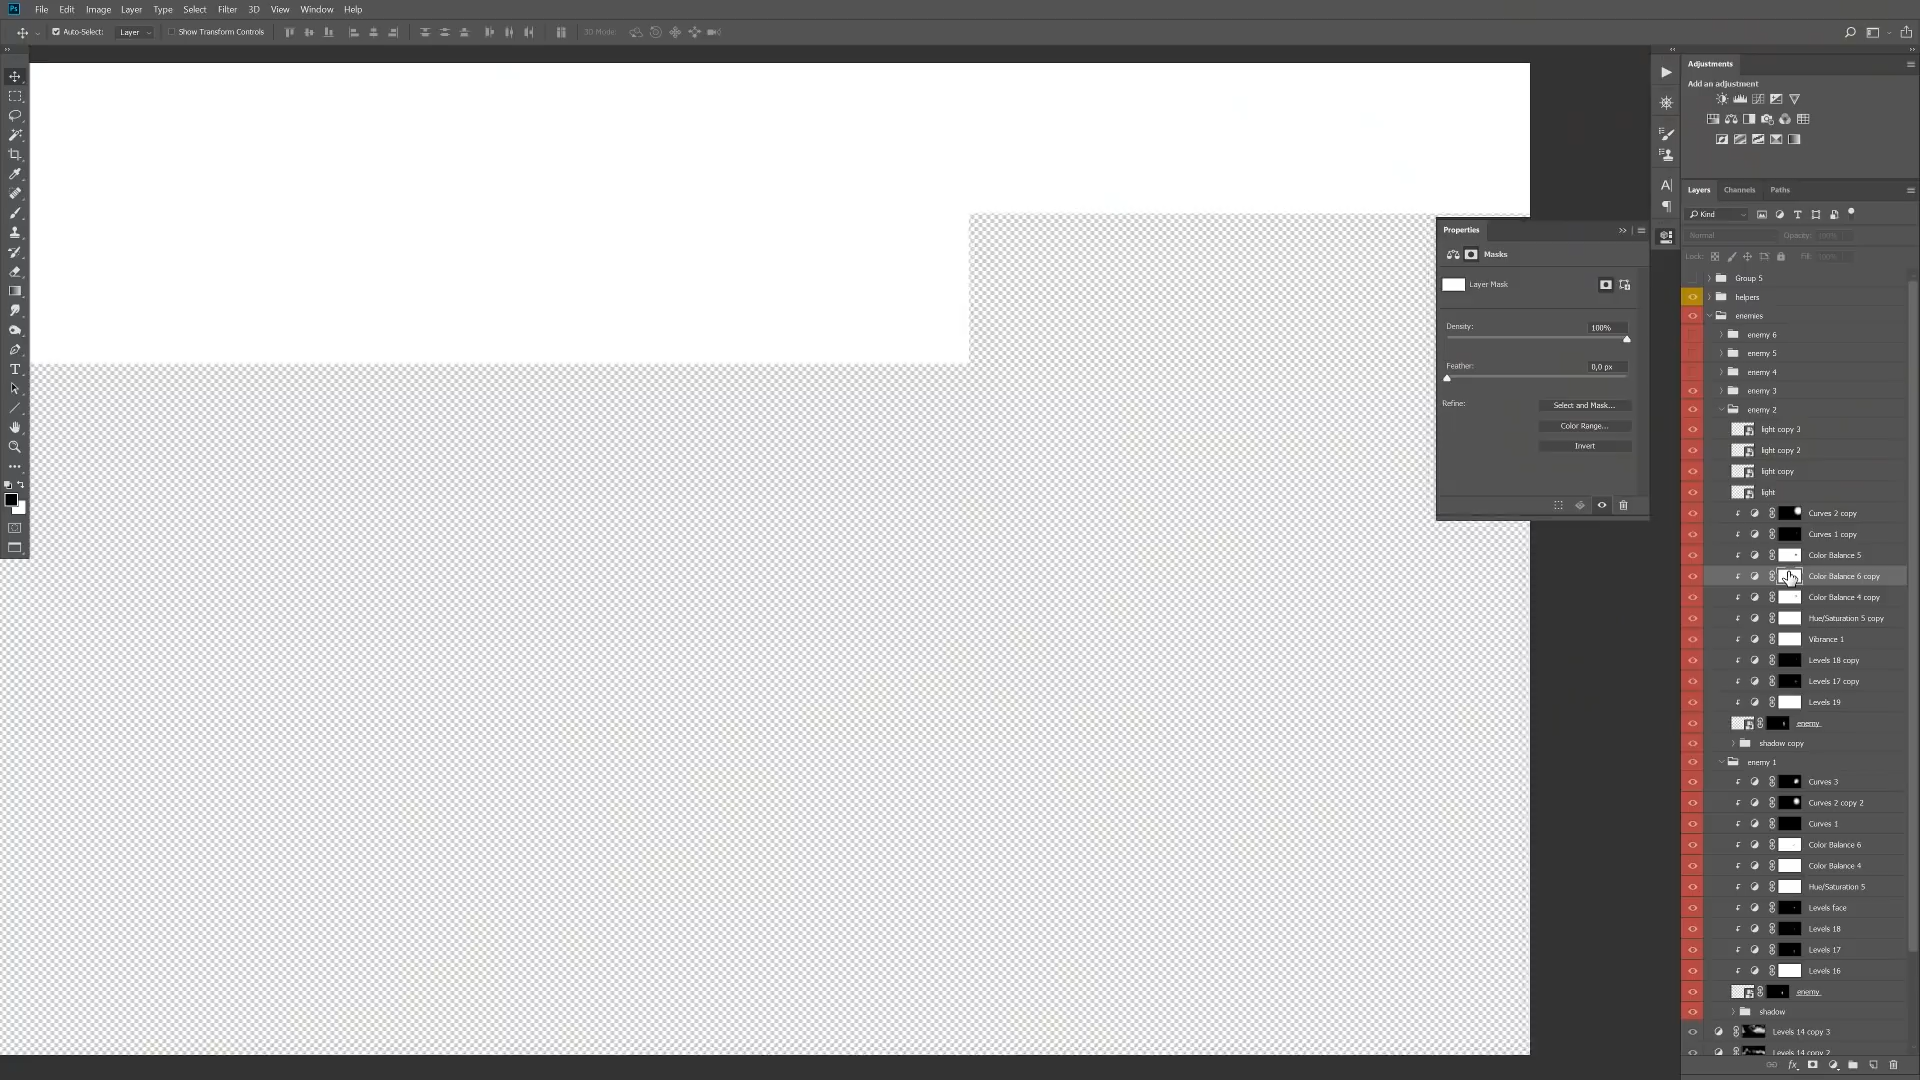 Ps File Edit Image Layer Type Select Filter 3D View Window Help
Auto-Select: Layer Show Transform Controls 3D Mode:
Adjustments
Add an adjustment
Layers Channels Paths
Kind
Normal Opacity: 100%
Lock: Fill: 100%
Group 5
helpers
enemies
enemy 6
enemy 5
enemy 4
enemy 3
enemy 2
light copy 3
light copy 2
light copy
light
Curves 2 copy
Curves 1 copy
Color Balance 5
Color Balance 6 copy
Color Balance 4 copy
Hue/Saturation 5 copy
Vibrance 1
Levels 18 copy
Levels 17 copy
Levels 19
enemy
shadow copy
enemy 1
Curves 3
Curves 2 copy 2
Curves 1
Color Balance 6
Color Balance 4
Hue/Saturation 5
Levels face
Levels 18
Levels 17
Levels 16
enemy
shadow
Levels 14 copy 3
Levels 14 copy 2
fx
Properties
Masks
Layer Mask
Density: 100%
Feather: 0,0 px
Refine: Select and Mask...
Color Range...
Invert